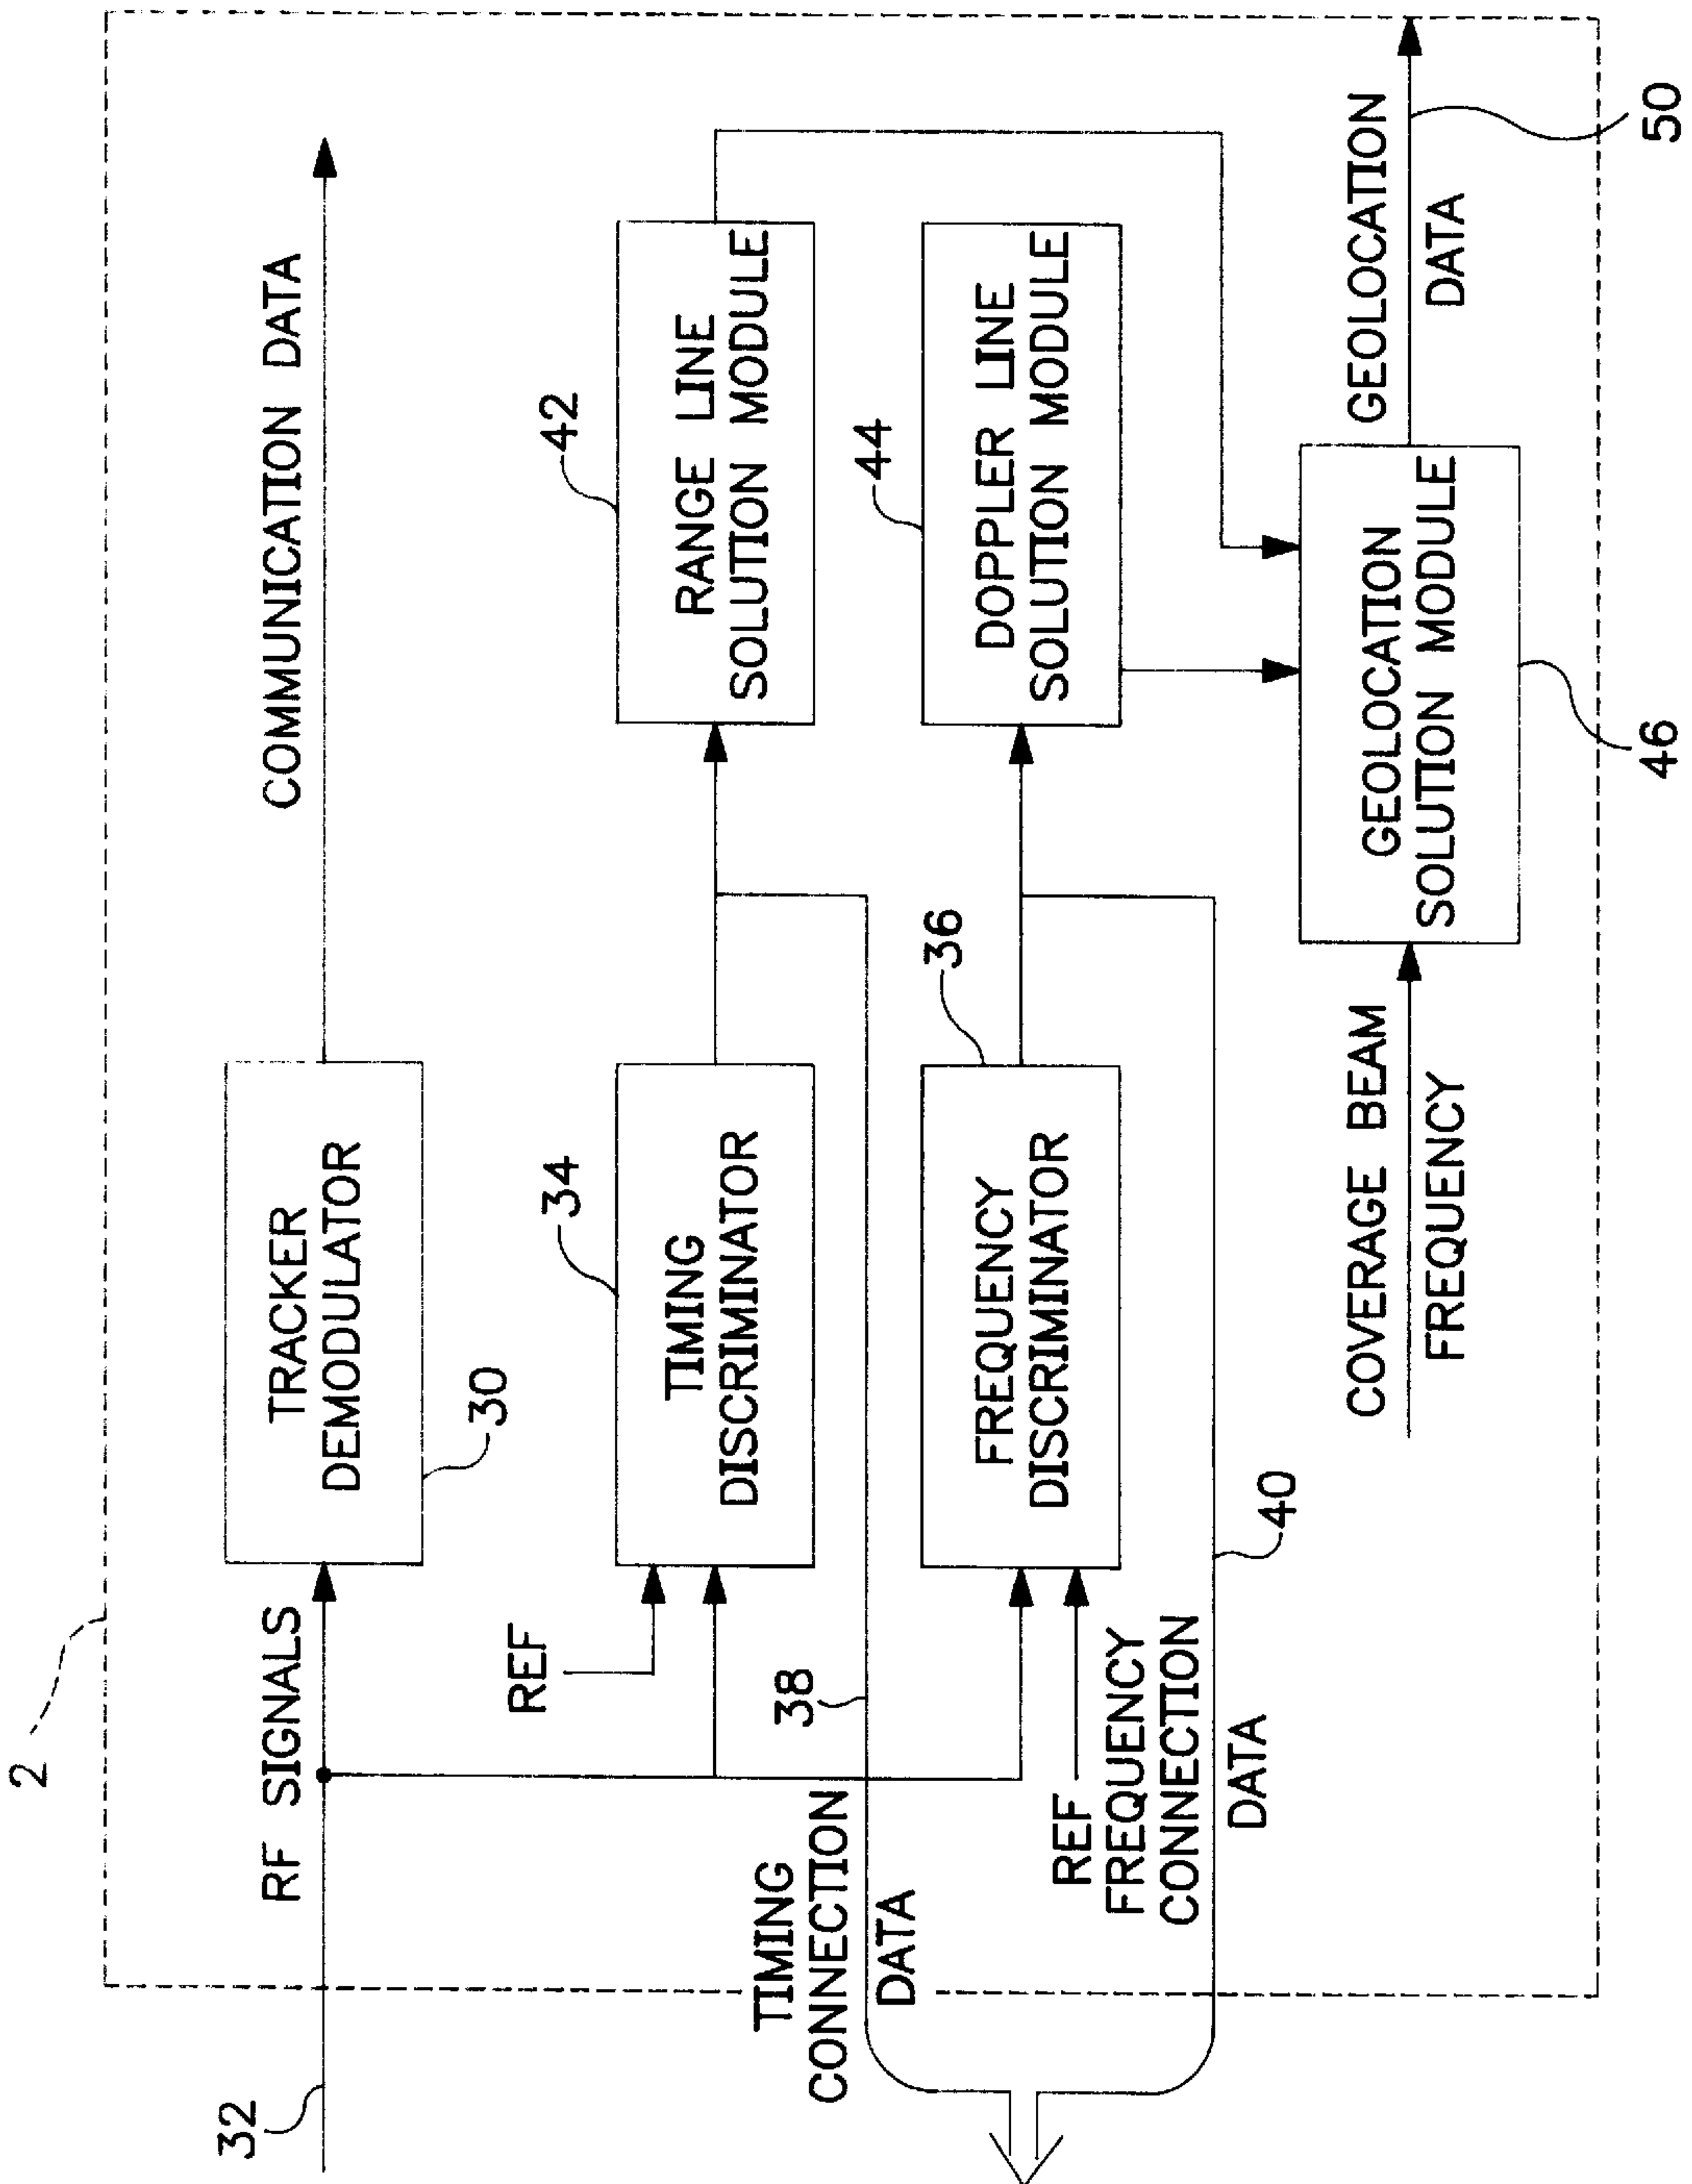 2
32
RF SIGNALS
TRACKER
DEMODULATOR
30
COMMUNICATION DATA
REF
34
TIMING
DISCRIMINATOR
42
RANGE LINE
SOLUTION MODULE
TIMING
CONNECTION
DATA
38
REF
FREQUENCY
CONNECTION
DATA
40
36
FREQUENCY
DISCRIMINATOR
44
DOPPLER LINE
SOLUTION MODULE
COVERAGE BEAM
FREQUENCY
GEOLOCATION
SOLUTION MODULE
46
GEOLOCATION
DATA
50